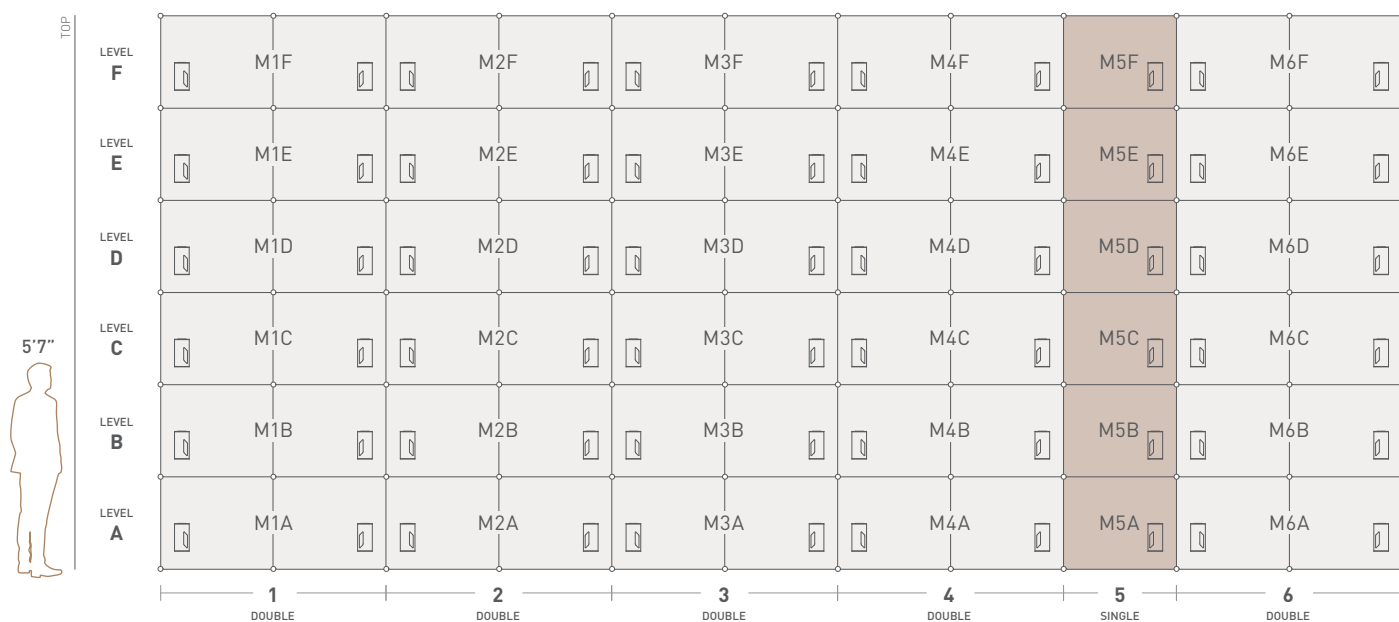 TOP
LEVEL
F
M1F M2F M3F M4F M5F M6F
LEVEL
E
M1E M2E M3E M4E M5E M6E
LEVEL
D
M1D M2D M3D M4D M5D M6D
5’7”
LEVEL
C
M1C M2C M3C M4C M5C M6C
LEVEL
B
M1B M2B M3B M4B M5B M6B
LEVEL
A
M1A M2A M3A M4A M5A M6A
1 2 3 4 5 6
DOUBLE DOUBLE DOUBLE DOUBLE SINGLE DOUBLE